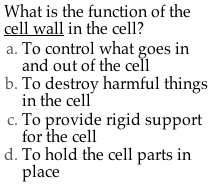 What is the function of the
cell wall in the cell?
a. To control what goes in
and out of the cell
b. To destroy harmful things
in the cell
c. To provide rigid support
for the cell
d. To hold the cell parts in
place